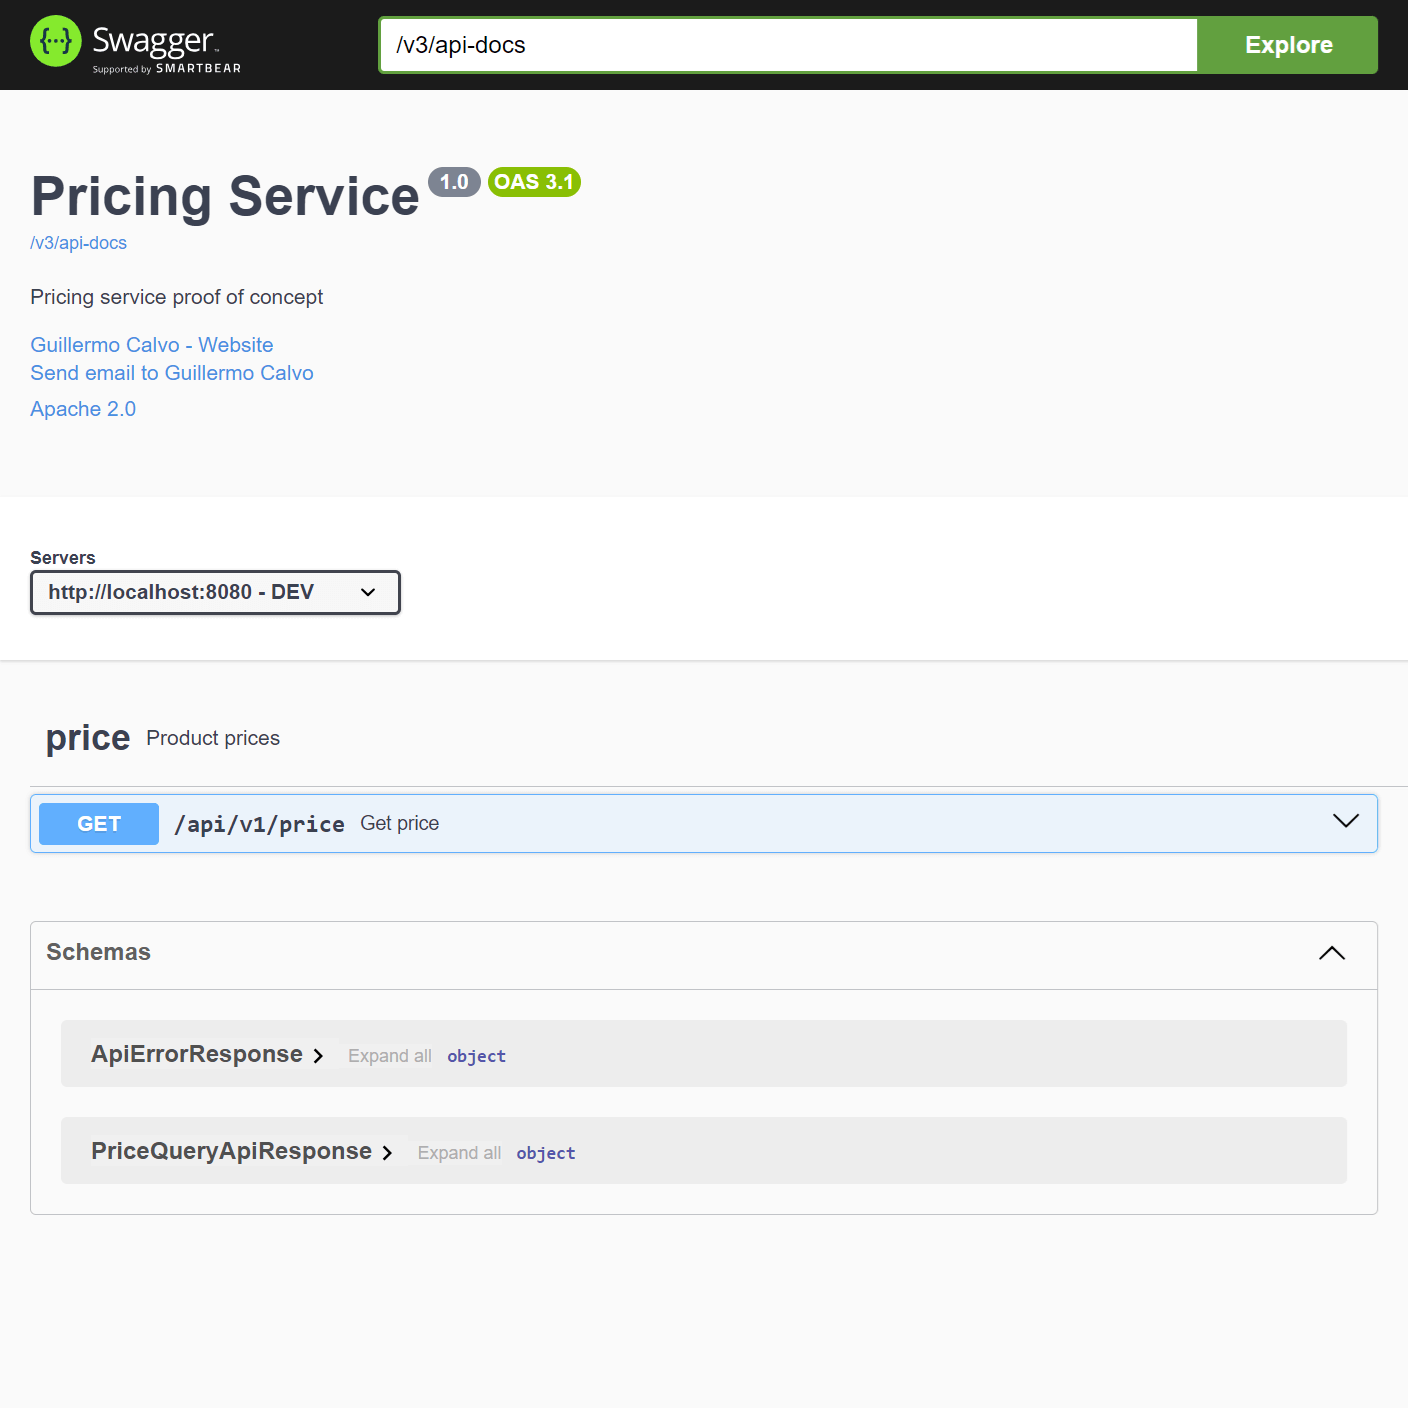 {...} Swagger™
Supported by SMARTBEAR
/v3/api-docs
Explore
Pricing Service 1.0 OAS 3.1
/v3/api-docs
Pricing service proof of concept
Guillermo Calvo - Website
Send email to Guillermo Calvo
Apache 2.0
Servers
http://localhost:8080 - DEV
price Product prices
GET /api/v1/price Get price
Schemas
ApiErrorResponse Expand all object
PriceQueryApiResponse Expand all object